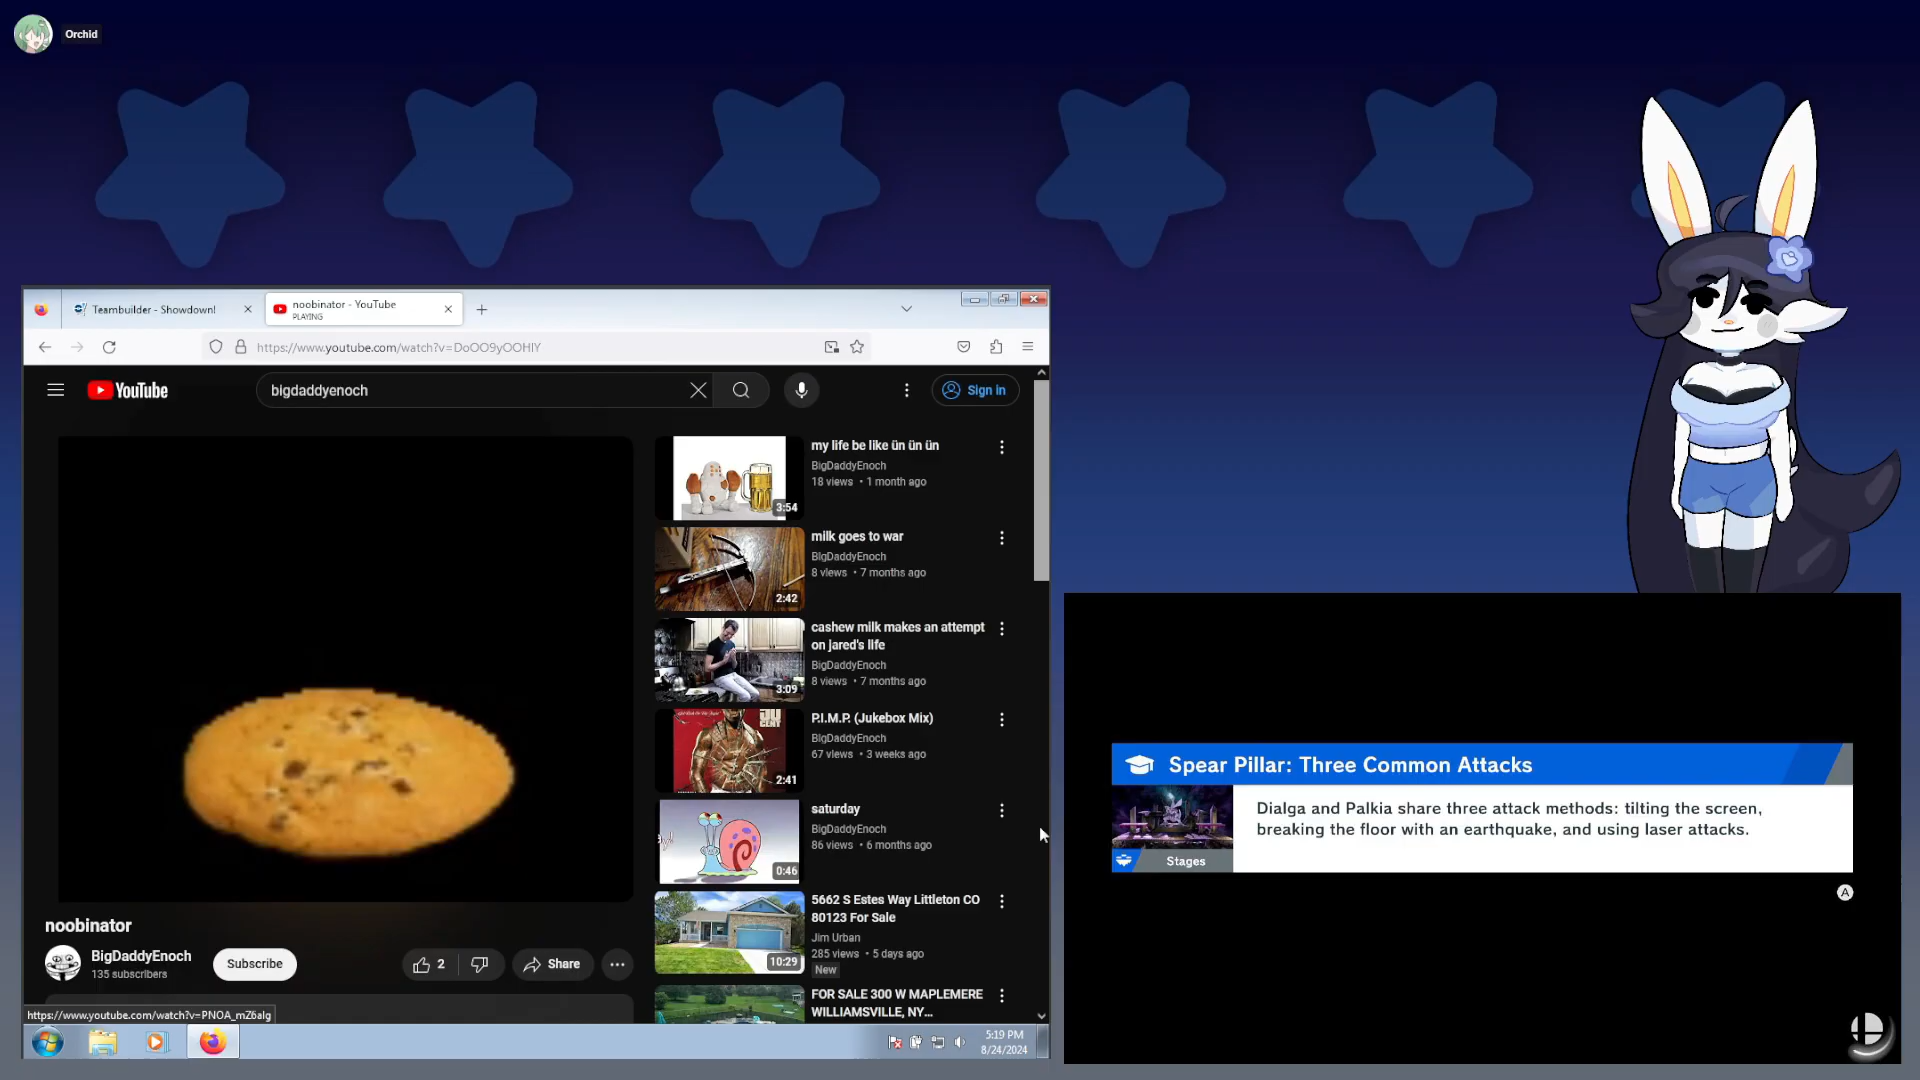 Orchid
Teambuilder - Showdown!
noobinator - YouTube
PLAYING
https://www.youtube.com/watch?v=DoOO9yOOHlY
YouTube
bigdaddyenoch
Sign in
my life be like ün ün ün
BigDaddyEnoch
18 views • 1 month ago
3:54
milk goes to war
BigDaddyEnoch
8 views • 7 months ago
2:42
cashew milk makes an attempt
on jared's life
BigDaddyEnoch
8 views • 7 months ago
3:09
P.I.M.P. (Jukebox Mix)
BigDaddyEnoch
67 views • 3 weeks ago
2:41
saturday
BigDaddyEnoch
86 views • 6 months ago
0:46
5662 S Estes Way Littleton CO
80123 For Sale
Jim Urban
285 views • 5 days ago
New
10:29
FOR SALE 300 W MAPLEMERE
WILLIAMSVILLE, NY...
noobinator
BigDaddyEnoch
135 subscribers
Subscribe
2
Share
https://www.youtube.com/watch?v=PNOA_mZ6aIg
5:19 PM
8/24/2024
Spear Pillar: Three Common Attacks
Dialga and Palkia share three attack methods: tilting the screen,
breaking the floor with an earthquake, and using laser attacks.
Stages
A